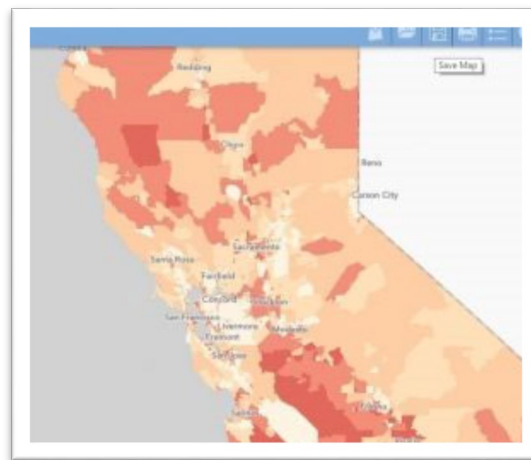 Save Map
Eureka
Redding
Chico
Reno
Carson City
Sacramento
Santa Rosa
Fairfield
Concord
Stockton
San Francisco
Livermore
Modesto
Fremont
San Jose
Salinas